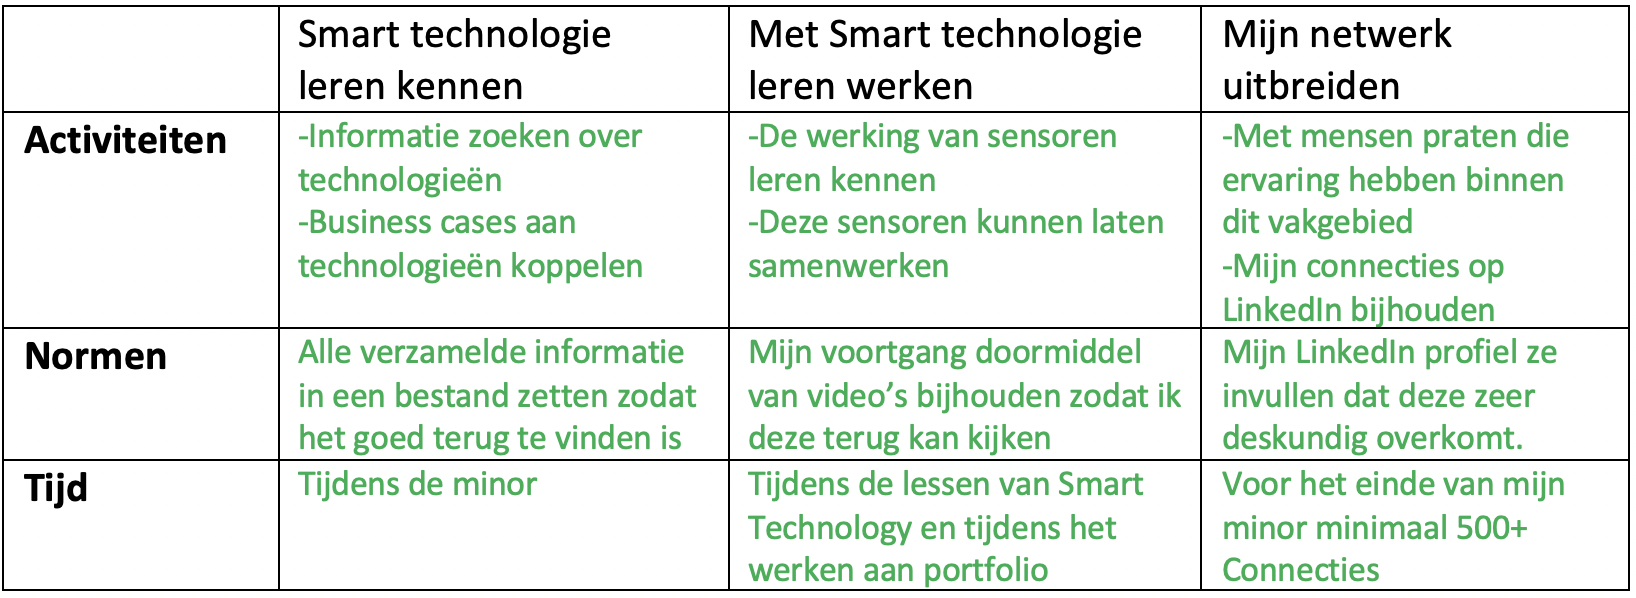 Smart technologie
leren kennen
Met Smart technologie
leren werken
Mijn netwerk
uitbreiden
Activiteiten
-Informatie zoeken over
technologieën
-Business cases aan
technologieën koppelen
-De werking van sensoren
leren kennen
-Deze sensoren kunnen laten
samenwerken
-Met mensen praten die
ervaring hebben binnen
dit vakgebied
-Mijn connecties op
LinkedIn bijhouden
Normen
Alle verzamelde informatie
in een bestand zetten zodat
het goed terug te vinden is
Mijn voortgang doormiddel
van video’s bijhouden zodat ik
deze terug kan kijken
Mijn LinkedIn profiel ze
invullen dat deze zeer
deskundig overkomt.
Tijd
Tijdens de minor
Tijdens de lessen van Smart
Technology en tijdens het
werken aan portfolio
Voor het einde van mijn
minor minimaal 500+
Connecties